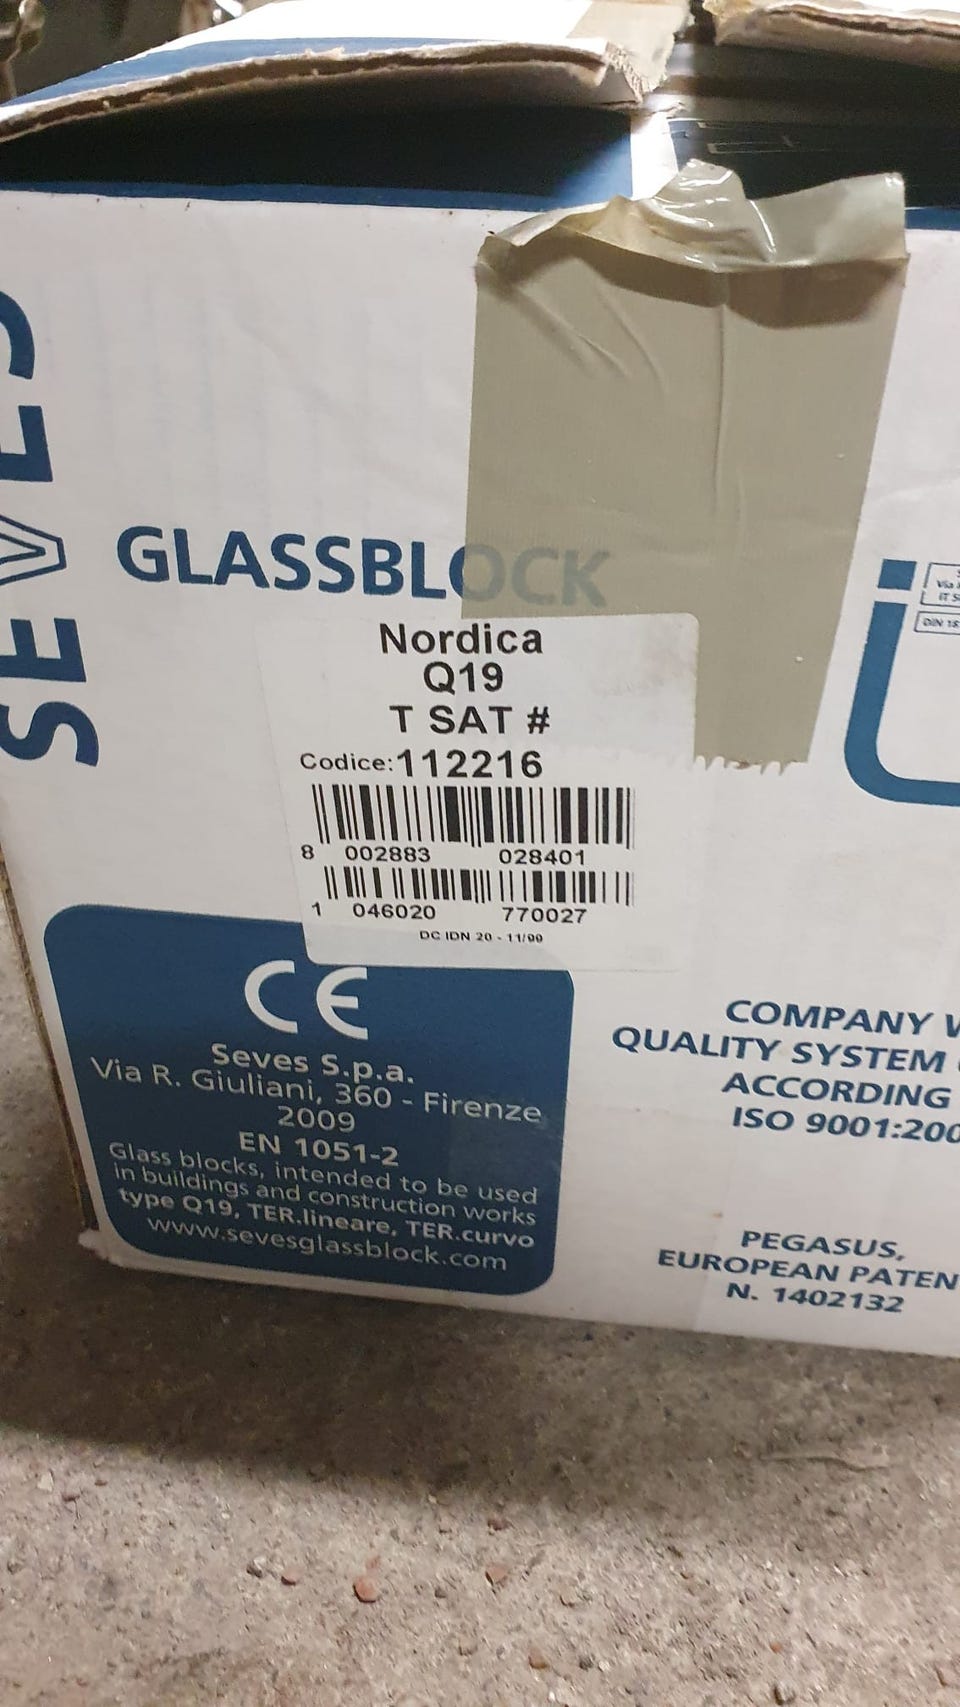 SEVES
GLASSBLOCK
Nordica
Q19
T SAT #
Codice:112216
8 002883 028401
1 046020 770027
DC IDN 20 - 11/99
CE
Seves S.p.a.
Via R. Giuliani, 360 - Firenze
2009
EN 1051-2
Glass blocks, intended to be used
in buildings and construction works
type Q19, TER.lineare, TER.curvo
www.sevesglassblock.com
Via
DIN 18
COMPANY
QUALITY SYSTEM
ACCORDING
ISO 9001:200
PEGASUS,
EUROPEAN PATEN
N. 1402132